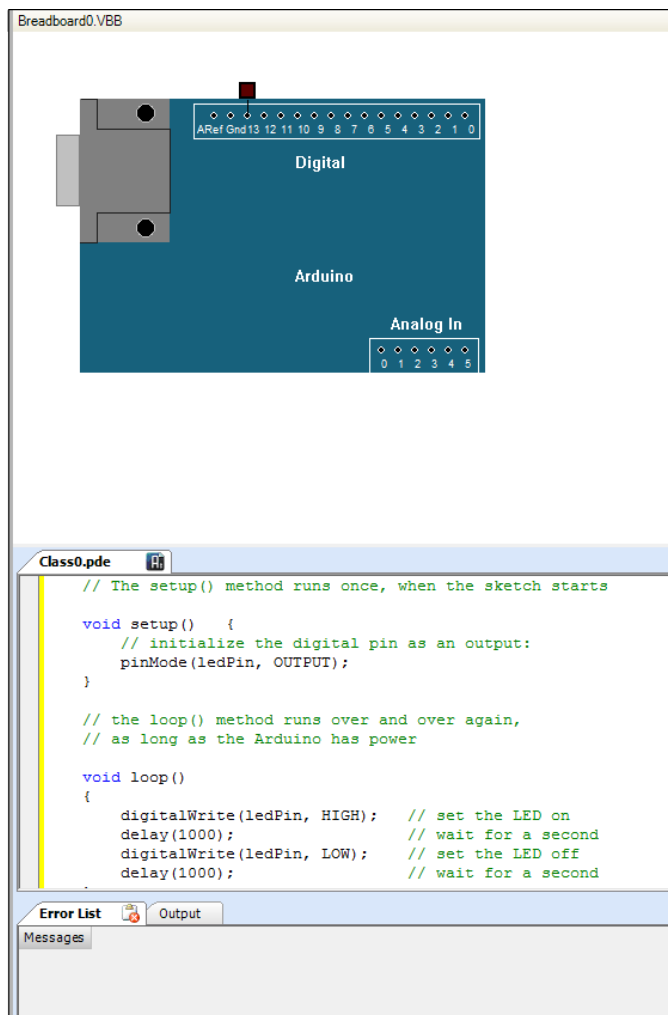 Breadboard0.VBB
ARef Gnd 13 12 11 10 9 8 7 6 5 4 3 2 1 0
Digital
Arduino
Analog In
0 1 2 3 4 5
Class0.pde
// The setup() method runs once, when the sketch starts
void setup() {
// initialize the digital pin as an output:
pinMode(ledPin, OUTPUT);
}
// the loop() method runs over and over again,
// as long as the Arduino has power
void loop()
{
digitalWrite(ledPin, HIGH); // set the LED on
delay(1000); // wait for a second
digitalWrite(ledPin, LOW); // set the LED off
delay(1000); // wait for a second
Error List Output
Messages